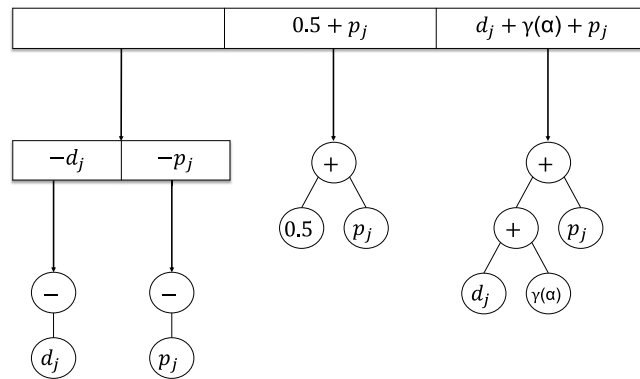 0.5 + p_j d_j + γ(α) + p_j
−d_j −p_j + +
0.5 p_j + p_j
− − d_j γ(α)
d_j p_j